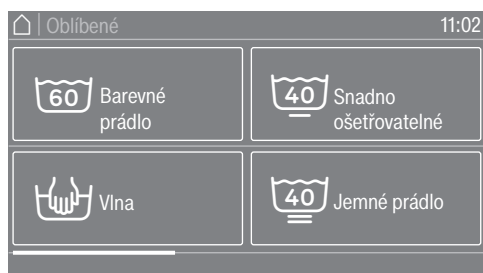 Oblíbené
11:02
60 Barevné
prádlo
40 Snadno
ošetřovatelné
Vlna
40 Jemné prádlo